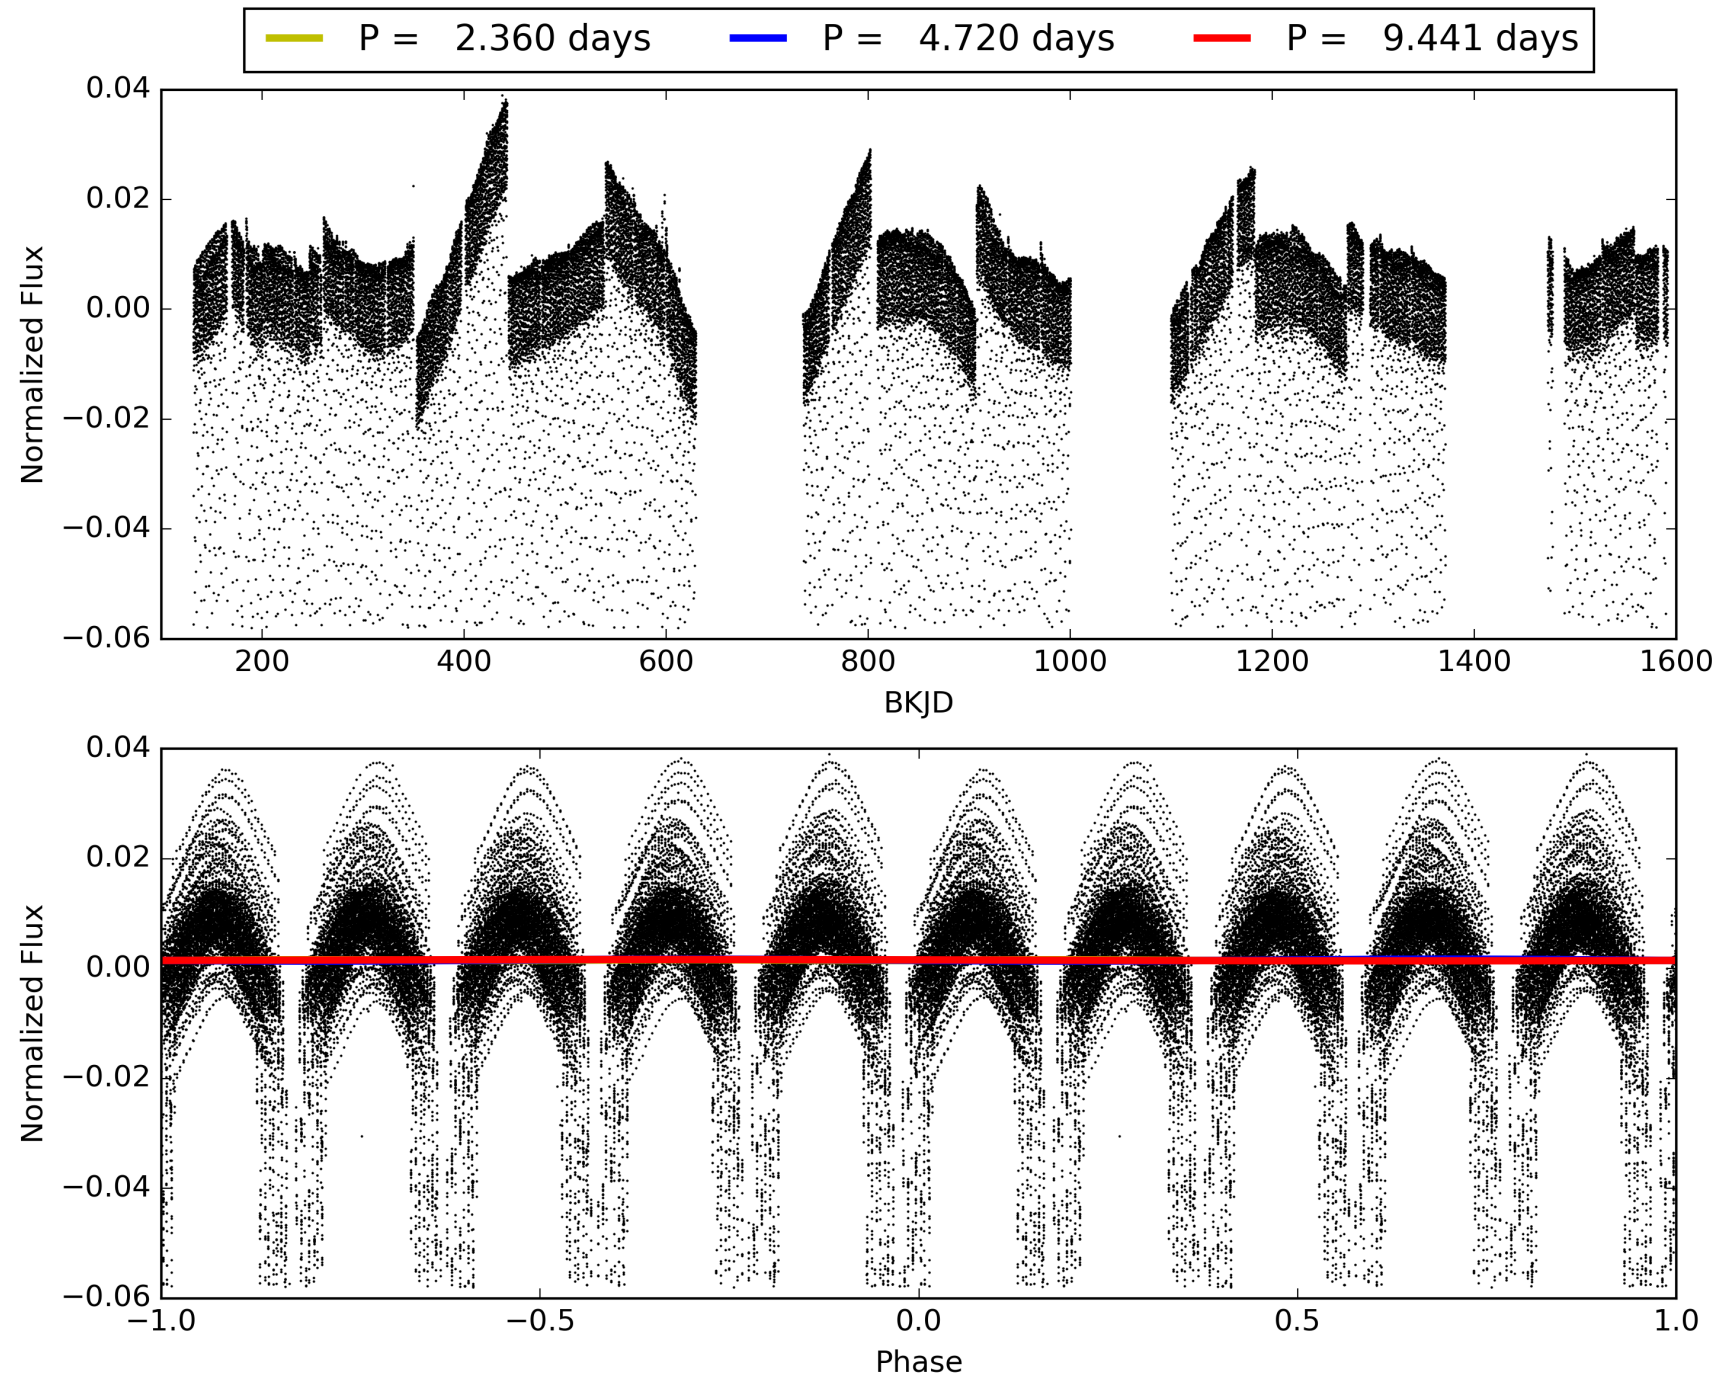 P = 2.360 days P = 4.720 days P = 9.441 days
0.04
0.02
0.00
−0.02
−0.04
−0.06
Normalized Flux
200 400 600 800 1000 1200 1400 1600
BKJD
0.04
0.02
0.00
−0.02
−0.04
−0.06
Normalized Flux
−1.0 −0.5 0.0 0.5 1.0
Phase